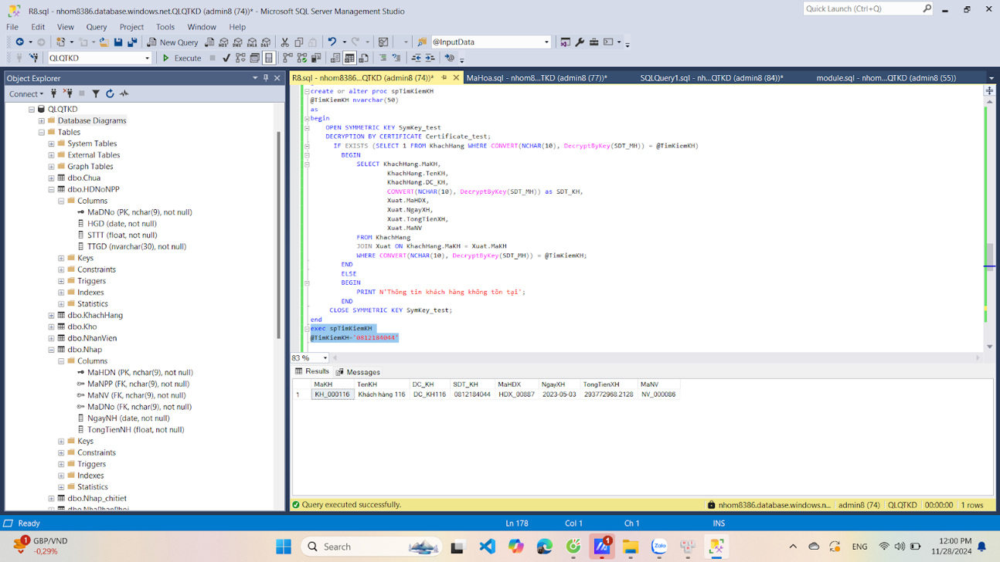 R8.sql - nhom8386.database.windows.net.QLQTKD (admin8 (74))* - Microsoft SQL Server Management Studio
Quick Launch (Ctrl+Q)
File Edit View Query Project Tools Window Help
New Query @InputData
QLQTKD Execute
Object Explorer
Connect
QLQTKD
Database Diagrams
Tables
System Tables
External Tables
Graph Tables
dbo.Chua
dbo.HDNoNPP
Columns
MaDNo (PK, nchar(9), not null)
HGD (date, not null)
STTT (float, not null)
TTGD (nvarchar(30), not null)
Keys
Constraints
Triggers
Indexes
Statistics
dbo.KhachHang
dbo.Kho
dbo.NhanVien
dbo.Nhap
Columns
MaHDN (PK, nchar(9), not null)
MaNPP (FK, nchar(9), not null)
MaNV (FK, nchar(9), not null)
MaDNo (FK, nchar(9), not null)
NgayNH (date, not null)
TongTienNH (float, not null)
Keys
Constraints
Triggers
Indexes
Statistics
dbo.Nhap_chitiet
dbo.NhaPhanPhoi
R8.sql - nhom8386...QTKD (admin8 (74))* MaHoa.sql - nhom8...TKD (admin8 (77))* SQLQuery1.sql - nh...QTKD (admin8 (84))* module.sql - nhom...QTKD (admin8 (55))
create or alter proc spTimKiemKH
@TimKiemKH nvarchar(50)
as
begin
OPEN SYMMETRIC KEY SymKey_test
DECRYPTION BY CERTIFICATE Certificate_test;
IF EXISTS (SELECT 1 FROM KhachHang WHERE CONVERT(NCHAR(10), DecryptByKey(SDT_MH)) = @TimKiemKH)
BEGIN
SELECT KhachHang.MaKH,
KhachHang.TenKH,
KhachHang.DC_KH,
CONVERT(NCHAR(10), DecryptByKey(SDT_MH)) as SDT_KH,
Xuat.MaHDX,
Xuat.NgayXH,
Xuat.TongTienXH,
Xuat.MaNV
FROM KhachHang
JOIN Xuat ON KhachHang.MaKH = Xuat.MaKH
WHERE CONVERT(NCHAR(10), DecryptByKey(SDT_MH)) = @TimKiemKH;
END
ELSE
BEGIN
PRINT N'Thông tin khách hàng không tồn tại';
END
CLOSE SYMMETRIC KEY SymKey_test;
end
exec spTimKiemKH
@TimKiemKH='0812184044'
83 %
Results Messages
MaKH TenKH DC_KH SDT_KH MaHDX NgayXH TongTienXH MaNV
1 KH_000116 Khách hàng 116 DC_KH116 0812184044 HDX_00887 2023-05-03 293772968.2128 NV_000086
Query executed successfully. nhom8386.database.windows.n... admin8 (74) QLQTKD 00:00:00 1 rows
Ready Ln 178 Col 1 Ch 1 INS
1 GBP/VND
-0,29%
Search
1
Zalo
ENG
12:00 PM
11/28/2024